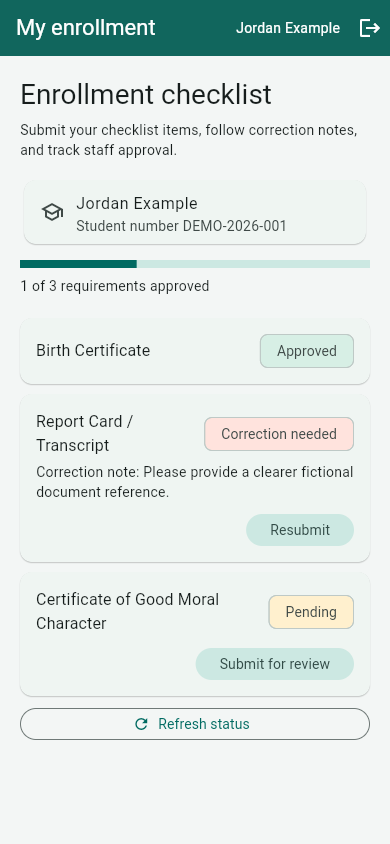 My enrollment
Jordan Example
Enrollment checklist
Submit your checklist items, follow correction notes,
and track staff approval.
Jordan Example
Student number DEMO-2026-001
1 of 3 requirements approved
Birth Certificate
Approved
Report Card /
Transcript
Correction needed
Correction note: Please provide a clearer fictional
document reference.
Resubmit
Certificate of Good Moral
Character
Pending
Submit for review
Refresh status